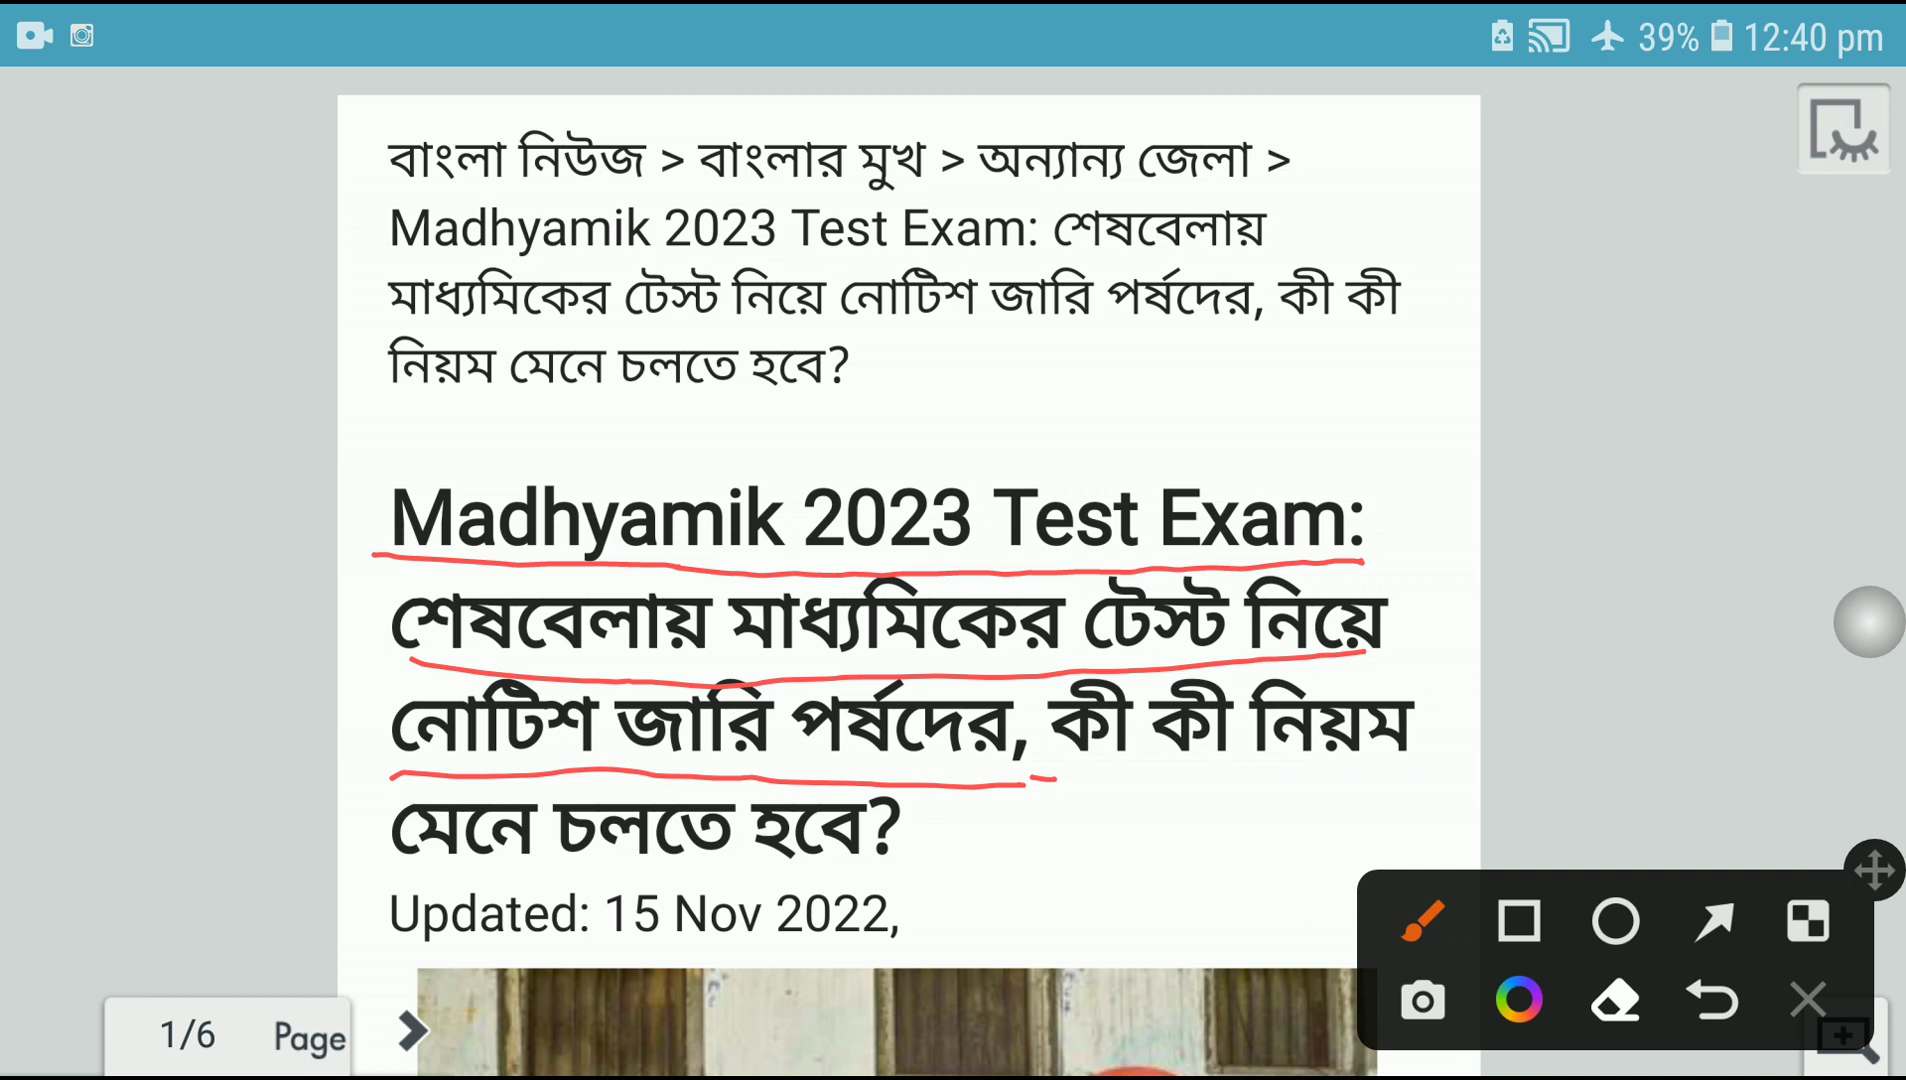 39% 12:40 pm
বাংলা নিউজ > বাংলার মুখ > অন্যান্য জেলা >
Madhyamik 2023 Test Exam: শেষবেলায়
মাধ্যমিকের টেস্ট নিয়ে নোটিশ জারি পর্ষদের, কী কী
নিয়ম মেনে চলতে হবে?
Madhyamik 2023 Test Exam:
শেষবেলায় মাধ্যমিকের টেস্ট নিয়ে
নোটিশ জারি পর্ষদের, কী কী নিয়ম
মেনে চলতে হবে?
Updated: 15 Nov 2022,
1/6 Page